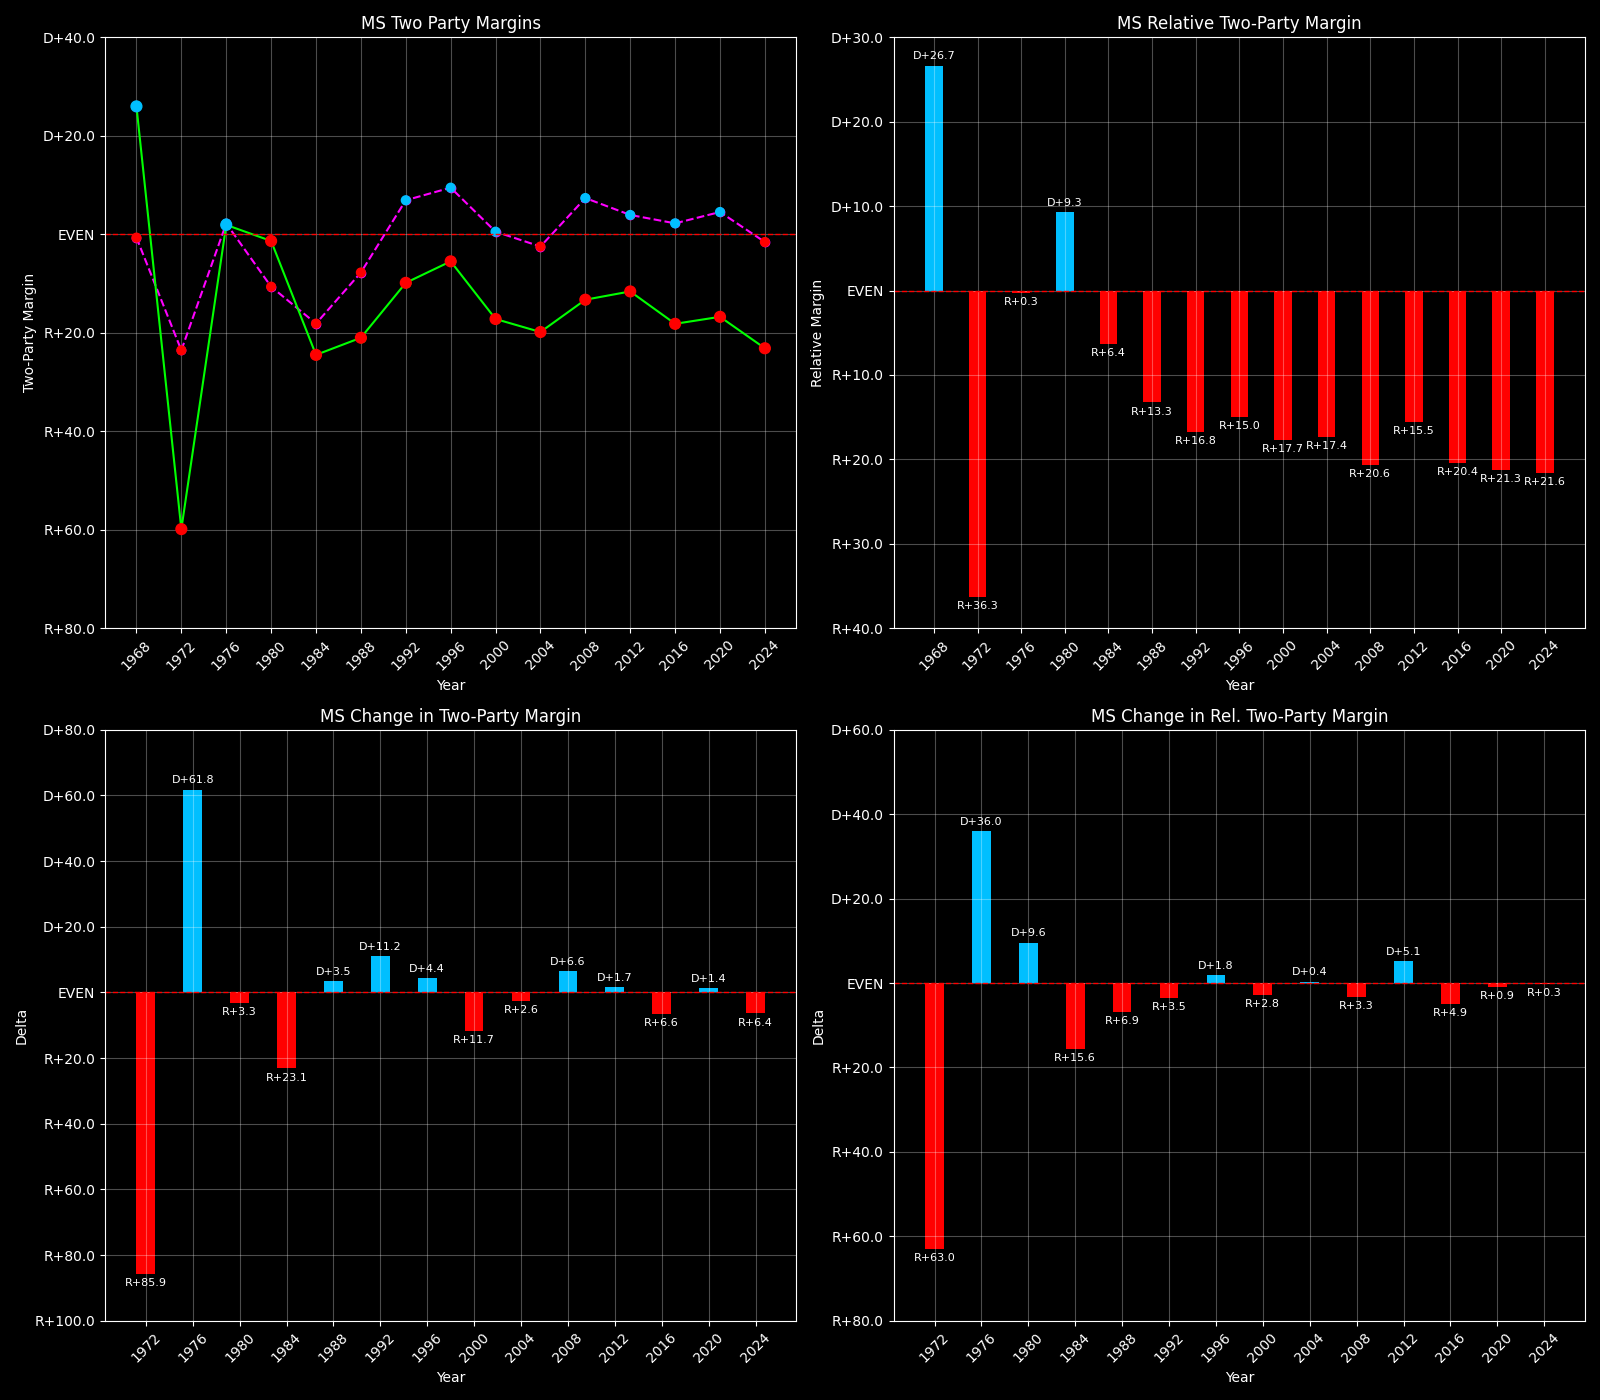 MS Two Party Margins
D+40.0
D+20.0
EVEN
R+20.0
R+40.0
R+60.0
R+80.0
Two-Party Margin
1968 1972 1976 1980 1984 1988 1992 1996 2000 2004 2008 2012 2016 2020 2024
Year
MS Relative Two-Party Margin
D+30.0
D+20.0
D+10.0
EVEN
R+10.0
R+20.0
R+30.0
R+40.0
Relative Margin
D+26.7
R+36.3
R+0.3
D+9.3
R+6.4
R+13.3
R+16.8
R+15.0
R+17.7
R+17.4
R+20.6
R+15.5
R+20.4
R+21.3
R+21.6
1968 1972 1976 1980 1984 1988 1992 1996 2000 2004 2008 2012 2016 2020 2024
Year
MS Change in Two-Party Margin
D+80.0
D+60.0
D+40.0
D+20.0
EVEN
R+20.0
R+40.0
R+60.0
R+80.0
R+100.0
Delta
R+85.9
D+61.8
R+3.3
R+23.1
D+3.5
D+11.2
D+4.4
R+11.7
R+2.6
D+6.6
D+1.7
R+6.6
D+1.4
R+6.4
1972 1976 1980 1984 1988 1992 1996 2000 2004 2008 2012 2016 2020 2024
Year
MS Change in Rel. Two-Party Margin
D+60.0
D+40.0
D+20.0
EVEN
R+20.0
R+40.0
R+60.0
R+80.0
Delta
R+63.0
D+36.0
D+9.6
R+15.6
R+6.9
R+3.5
D+1.8
R+2.8
D+0.4
R+3.3
D+5.1
R+4.9
R+0.9
R+0.3
1972 1976 1980 1984 1988 1992 1996 2000 2004 2008 2012 2016 2020 2024
Year